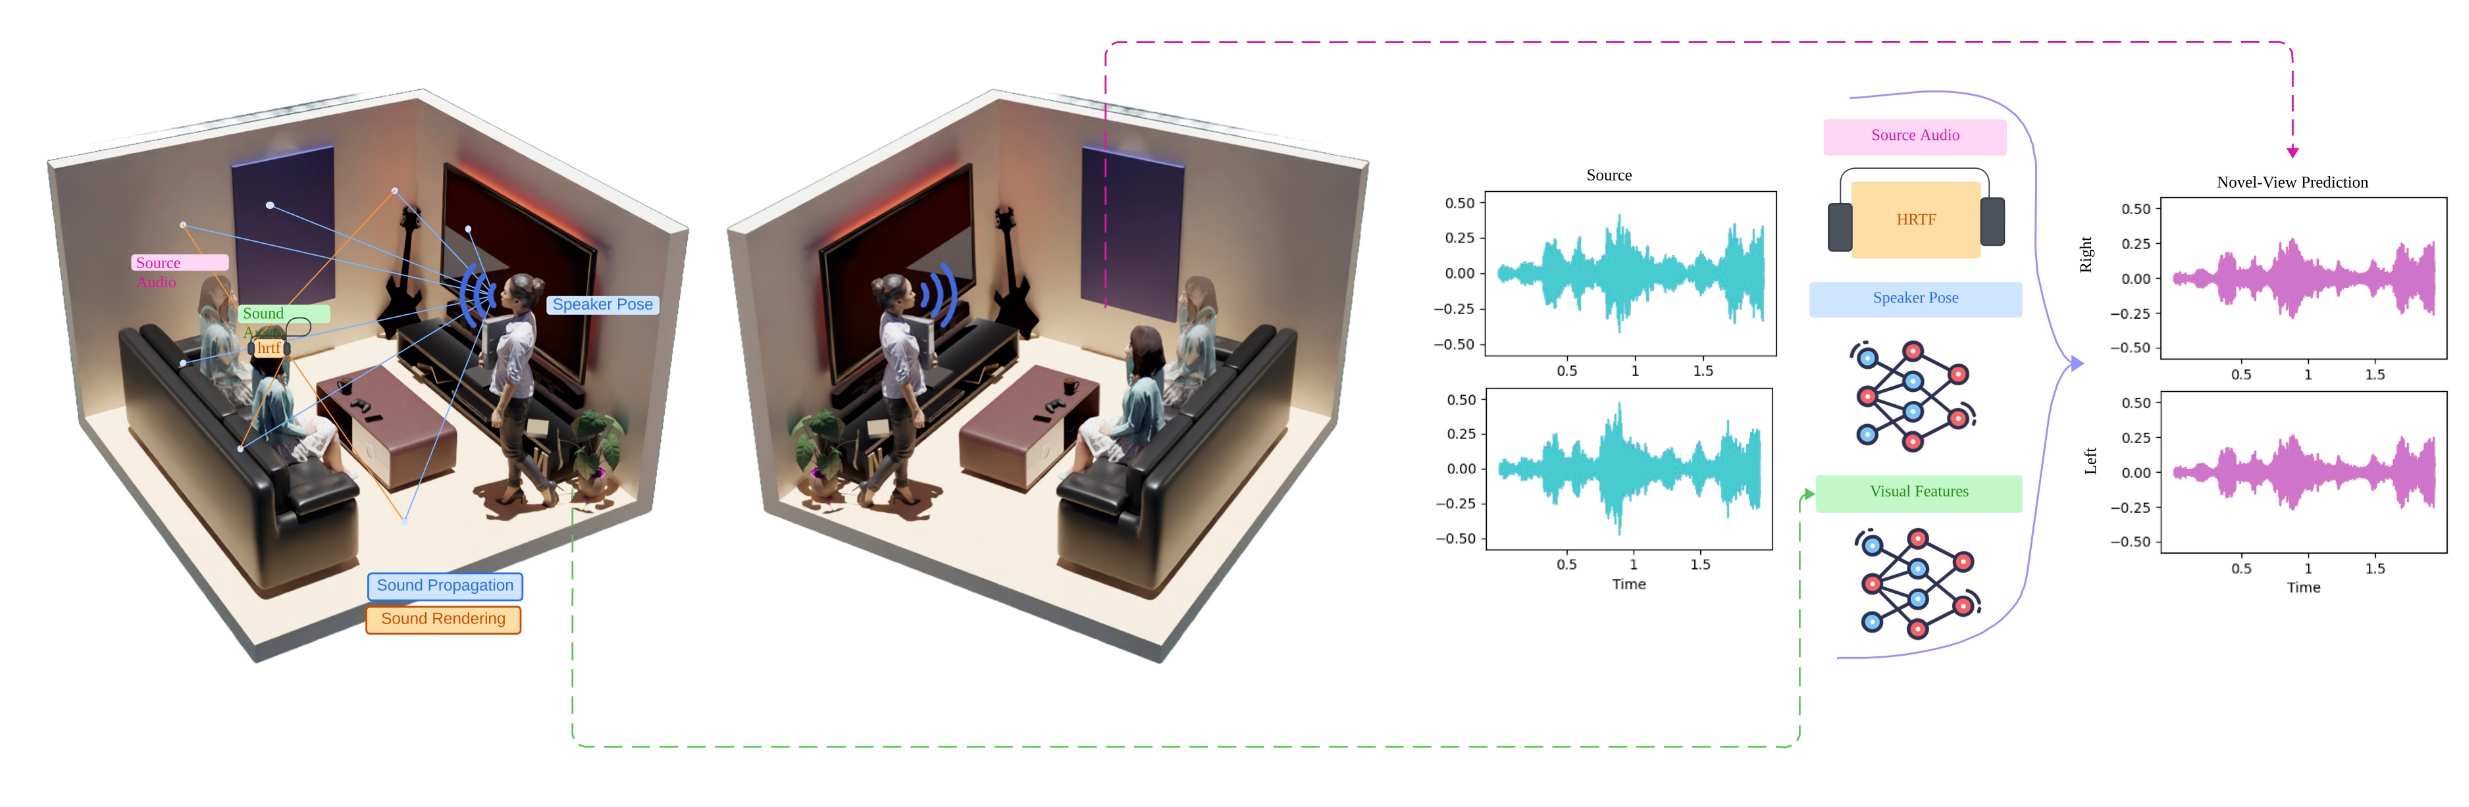 Source
Audio
Sound
Audio
hrtf
Speaker Pose
Sound Propagation
Sound Rendering
Source
0.50
0.25
0.00
−0.25
−0.50
0.5
1
1.5
0.50
0.25
0.00
−0.25
−0.50
0.5
1
1.5
Time
Source Audio
HRTF
Speaker Pose
Visual Features
Novel-View Prediction
Right
0.50
0.25
0.00
−0.25
−0.50
0.5
1
1.5
Left
0.50
0.25
0.00
−0.25
−0.50
0.5
1
1.5
Time